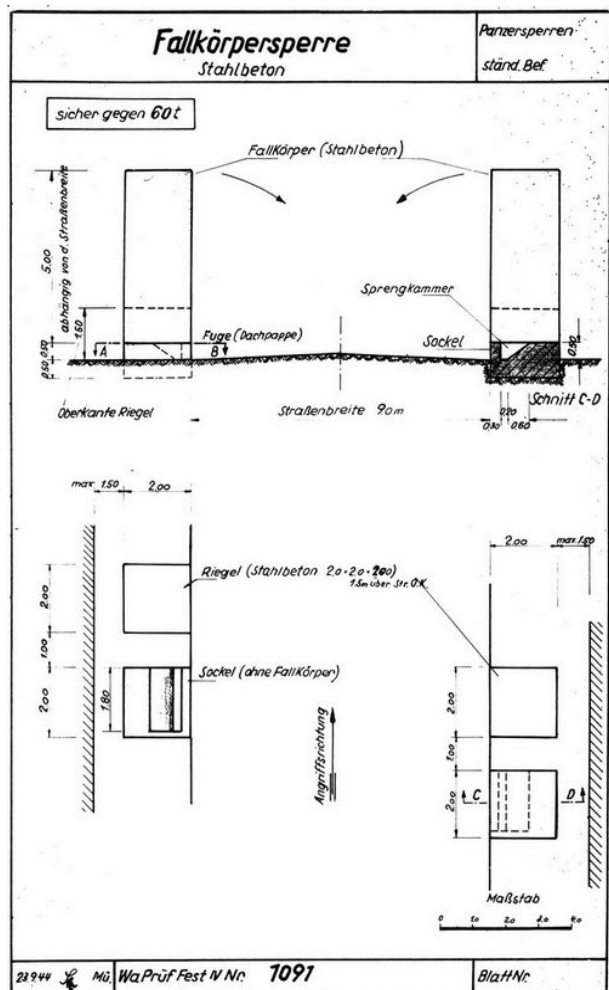 Fallkörpersperre
Stahlbeton
Panzersperren
ständ. Bef.
sicher gegen 60t
Fallkörper (Stahlbeton)
5.00
abhängig von d. Straßenbreite
1.60
0.50
0.50
A
B
Fuge (Dachpappe)
Sprengkammer
Sockel
0.50
Oberkante Riegel
Straßenbreite 9.0m
Schnitt C-D
0.30
0.20
0.60
max. 1.50
2.00
2.00
1.00
2.00
1.80
Riegel (Stahlbeton 2.0·2.0·2.00)
1.5m über Str. O.K.
Sockel (ohne Fallkörper)
Angriffsrichtung
2.00
max. 1.50
2.00
1.00
2.00
C
D
Maßstab
0 1.0 2.0 3.0 4.0
23.9.44
Mü.
Wa Prüf Fest IV Nr. 1091
Blatt Nr.